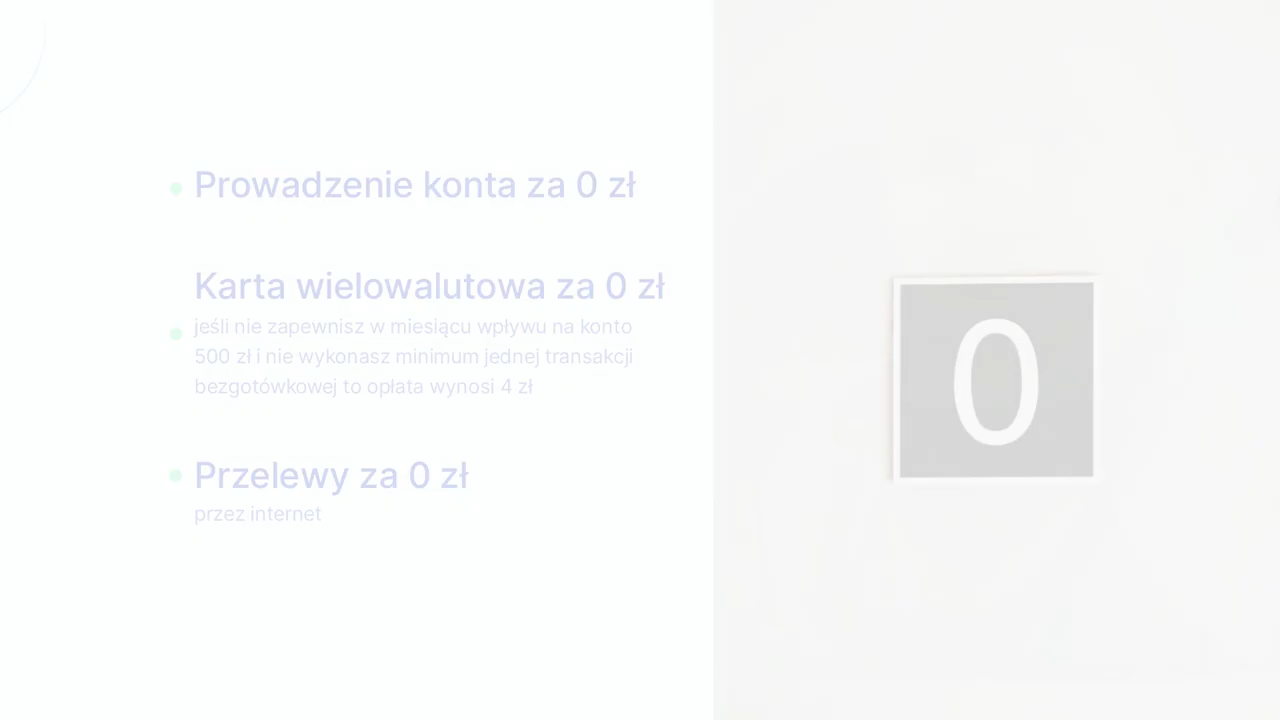 Prowadzenie konta za 0 zł
Karta wielowalutowa za 0 zł
jeśli nie zapewnisz w miesiącu wpływu na konto
500 zł i nie wykonasz minimum jednej transakcji
bezgotówkowej to opłata wynosi 4 zł
Przelewy za 0 zł
przez internet
0